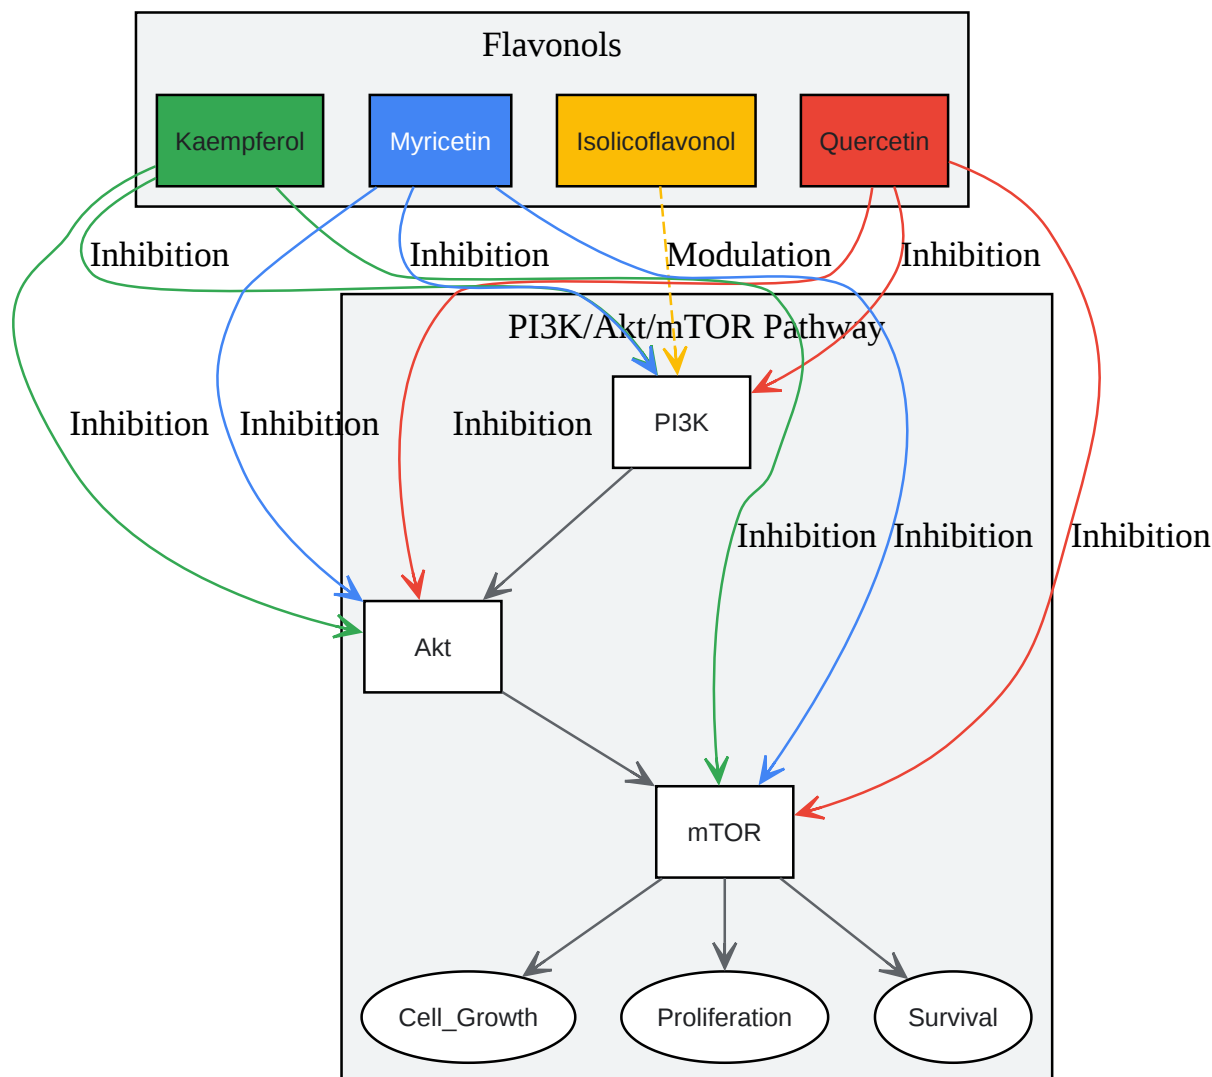 Flavonols
Kaempferol
Myricetin
Isolicoflavonol
Quercetin
Inhibition
Inhibition
Modulation
Inhibition
PI3K/Akt/mTOR Pathway
Inhibition
Inhibition
Inhibition
PI3K
Inhibition
Inhibition
Inhibition
Akt
mTOR
Cell_Growth
Proliferation
Survival